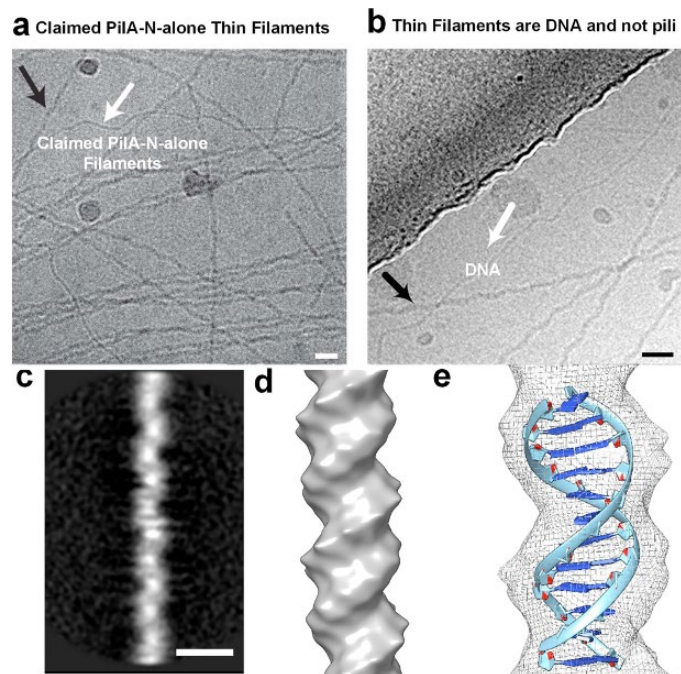 a Claimed PilA-N-alone Thin Filaments
b Thin Filaments are DNA and not pili
Claimed PilA-N-alone
Filaments
DNA
c
d
e